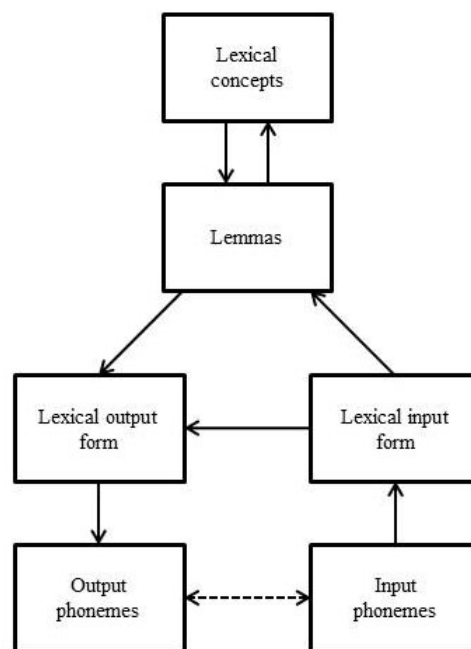 Lexical
concepts
Lemmas
Lexical output
form
Lexical input
form
Output
phonemes
Input
phonemes